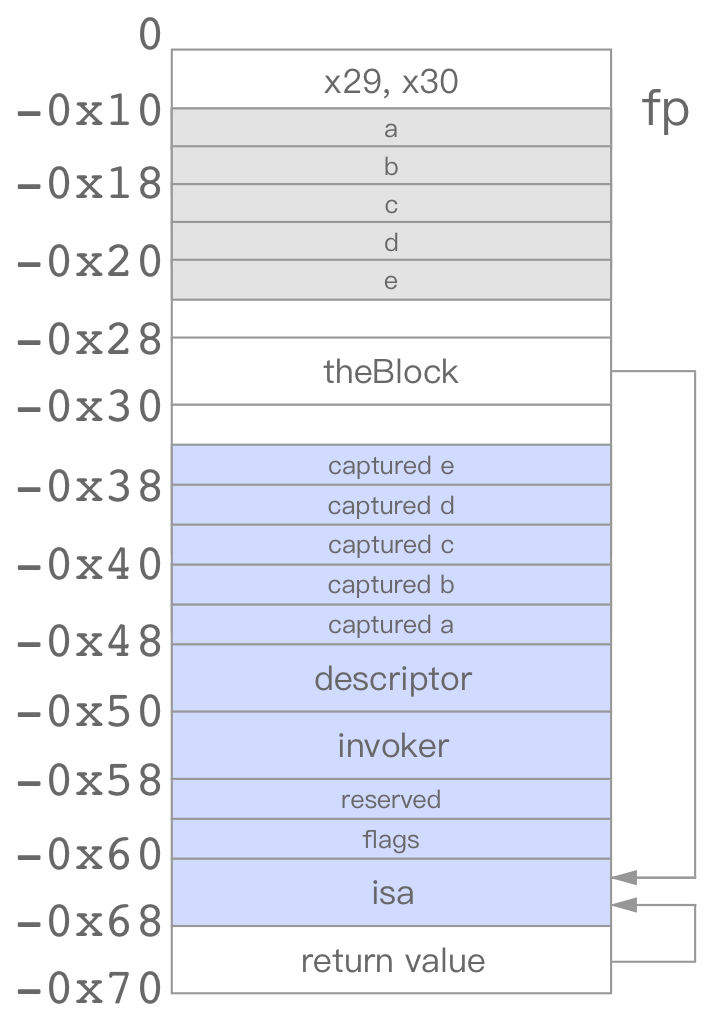 0
x29, x30
-0x10
fp
a
b
-0x18
c
d
-0x20
e
-0x28
theBlock
-0x30
captured e
-0x38
captured d
captured c
-0x40
captured b
captured a
-0x48
descriptor
-0x50
invoker
-0x58
reserved
flags
-0x60
isa
-0x68
return value
-0x70